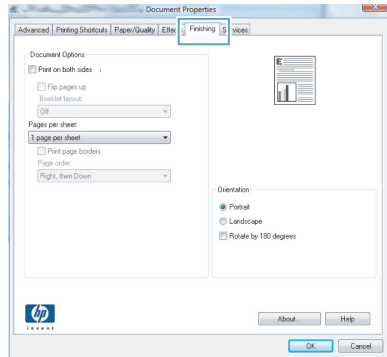 Document Properties
Advanced Printing Shortcuts Paper/Quality Finishing
Document Options
Print on both sides
Flip pages up
Booklet layout:
Off
Pages per sheet:
1 page per sheet
Print page borders
Page order:
Right, then Down
E
Orientation
Portrait
Landscape
Rotate by 180 degrees
hp
invent
About... Help
OK Cancel